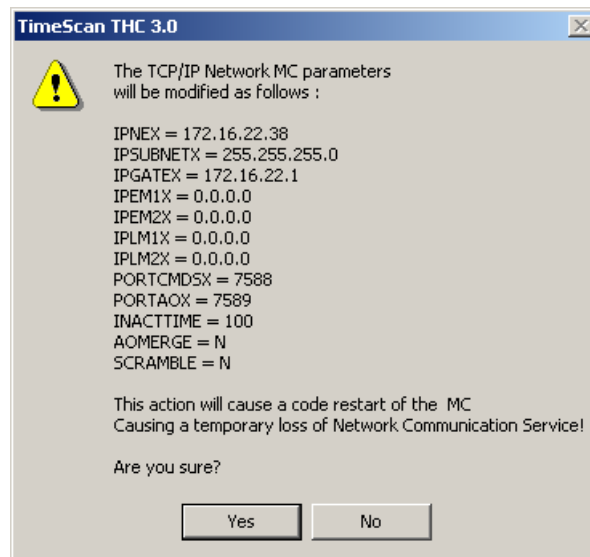 TimeScan THC 3.0
The TCP/IP Network MC parameters
will be modified as follows :
IPNEX = 172.16.22.38
IPSUBNETX = 255.255.255.0
IPGATEX = 172.16.22.1
IPEM1X = 0.0.0.0
IPEM2X = 0.0.0.0
IPLM1X = 0.0.0.0
IPLM2X = 0.0.0.0
PORTCMDSX = 7588
PORTAOX = 7589
INACTTIME = 100
AOMERGE = N
SCRAMBLE = N
This action will cause a code restart of the  MC
Causing a temporary loss of Network Communication Service!
Are you sure?
Yes No